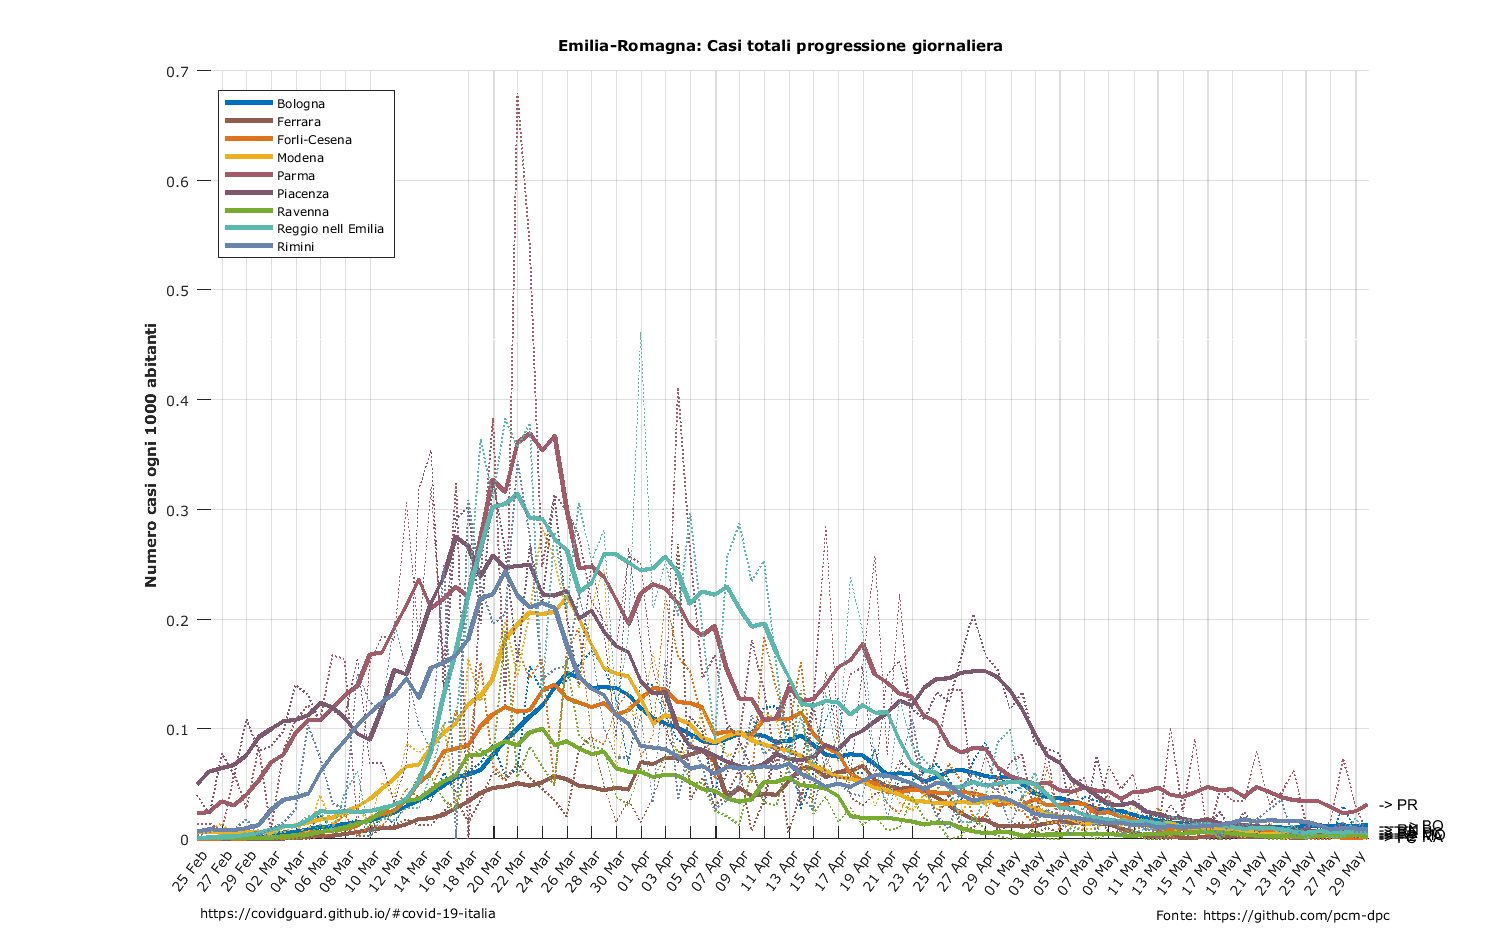 Emilia-Romagna: Casi totali progressione giornaliera
Numero casi ogni 1000 abitanti
0.7
0.6
0.5
0.4
0.3
0.2
0.1
0
Bologna
Ferrara
Forlì-Cesena
Modena
Parma
Piacenza
Ravenna
Reggio nell Emilia
Rimini
-> PR
25 Feb
27 Feb
29 Feb
02 Mar
04 Mar
06 Mar
08 Mar
10 Mar
12 Mar
14 Mar
16 Mar
18 Mar
20 Mar
22 Mar
24 Mar
26 Mar
28 Mar
30 Mar
01 Apr
03 Apr
05 Apr
07 Apr
09 Apr
11 Apr
13 Apr
15 Apr
17 Apr
19 Apr
21 Apr
23 Apr
25 Apr
27 Apr
29 Apr
01 May
03 May
05 May
07 May
09 May
11 May
13 May
15 May
17 May
19 May
21 May
23 May
25 May
27 May
29 May
https://covidguard.github.io/#covid-19-italia
Fonte: https://github.com/pcm-dpc